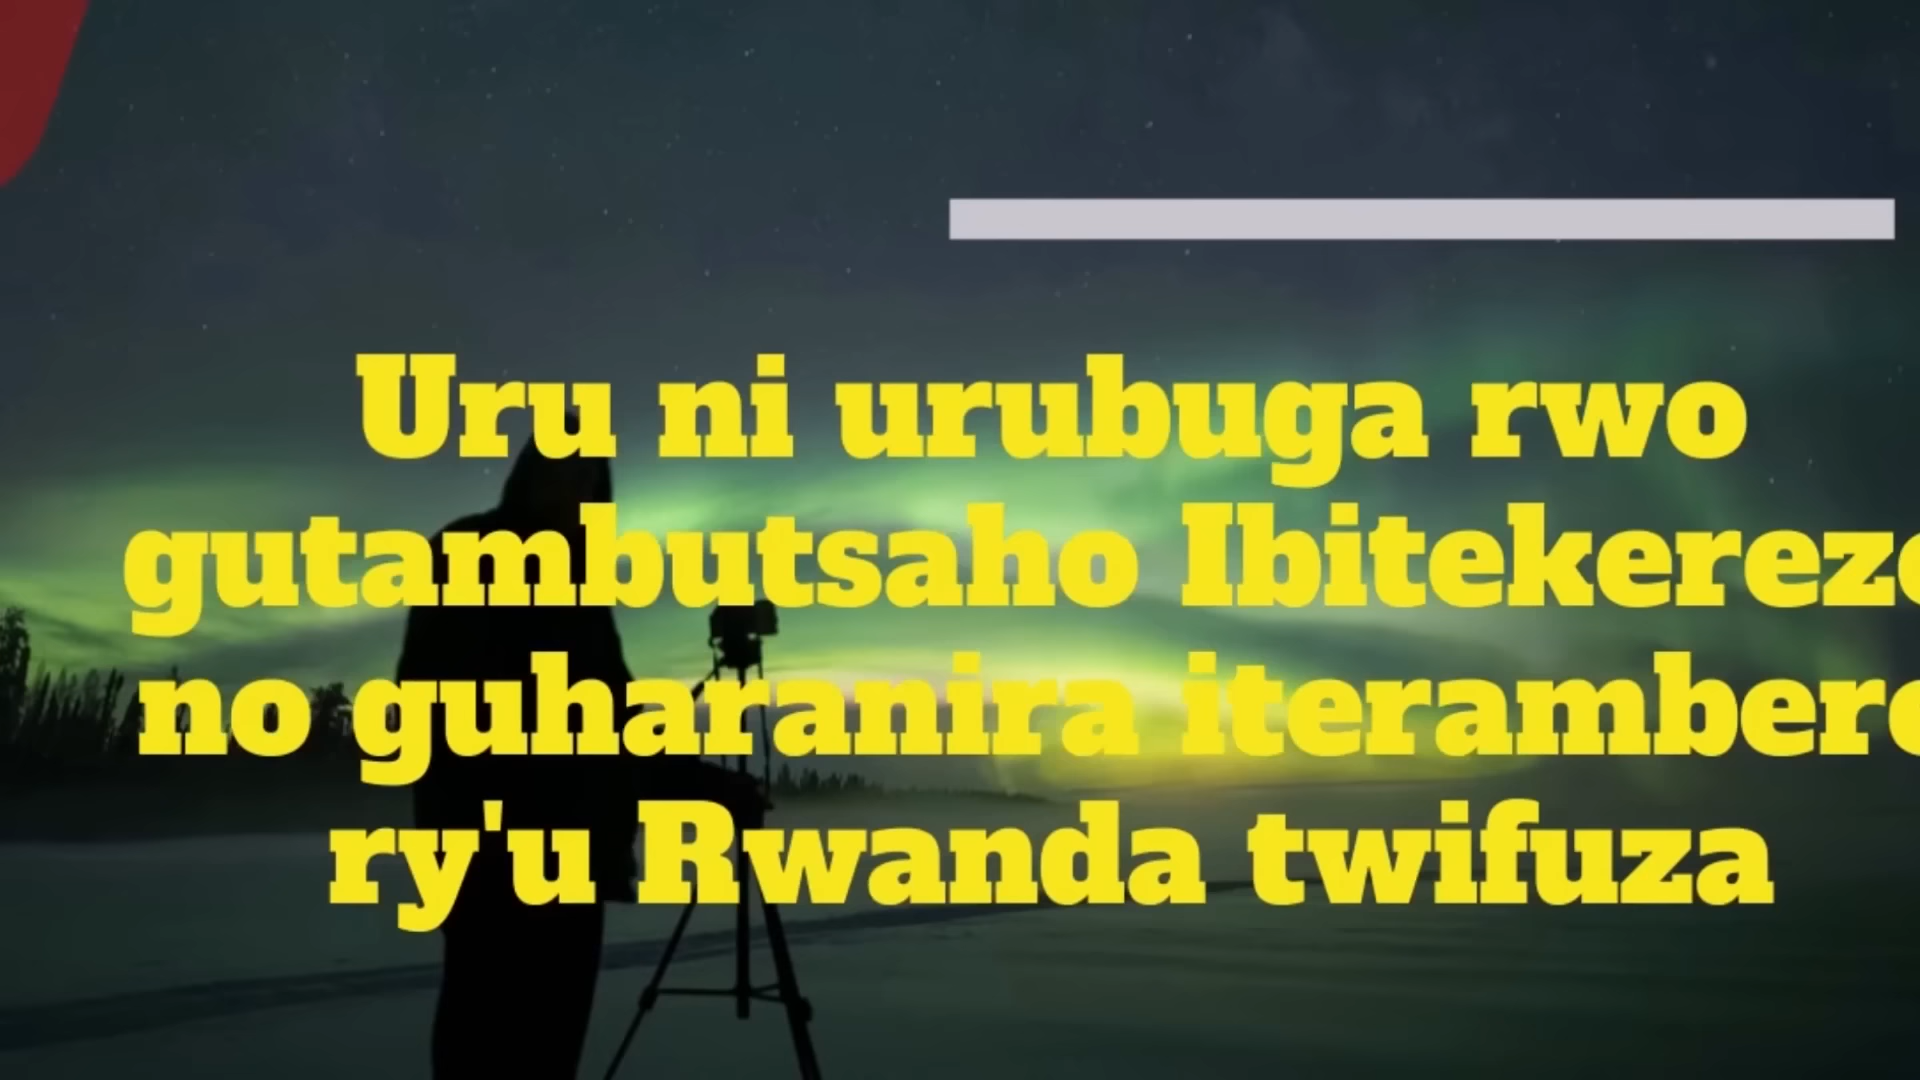 Uru ni urubuga rwo
gutambutsaho Ibitekerezo
no guharanira iterambere
ry'u Rwanda twifuza